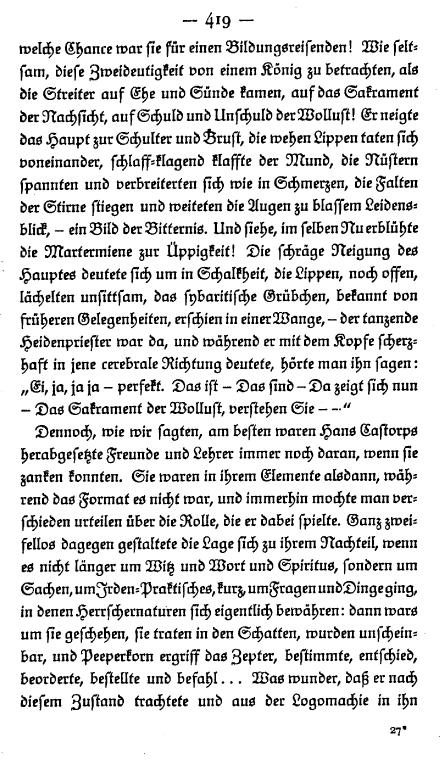 — 419 —
welche Chance war sie für einen Bildungsreisenden! Wie selt-
sam, diese Zweideutigkeit von einem König zu betrachten, als
die Streiter auf Ehe und Sünde kamen, auf das Sakrament
der Nachsicht, auf Schuld und Unschuld der Wollust! Er neigte
das Haupt zur Schulter und Brust, die wehen Lippen taten sich
voneinander, schlaff-klagend klaffte der Mund, die Nüstern
spannten und verbreiterten sich wie in Schmerzen, die Falten
der Stirne stiegen und weiteten die Augen zu blassem Leidens-
blick, – ein Bild der Bitternis. Und siehe, im selben Nu erblühte
die Martermiene zur Üppigkeit! Die schräge Neigung des
Hauptes deutete sich um in Schalkheit, die Lippen, noch offen,
lächelten unsittsam, das sybaritische Grübchen, bekannt von
früheren Gelegenheiten, erschien in einer Wange, – der tanzende
Heidenpriester war da, und während er mit dem Kopfe scherz-
haft in jene cerebrale Richtung deutete, hörte man ihn sagen:
„Ei, ja, ja ja – perfekt. Das ist – Das sind – Da zeigt sich nun
– Das Sakrament der Wollust, verstehen Sie – –“
Dennoch, wie wir sagten, am besten waren Hans Castorps
herabgesetzte Freunde und Lehrer immer noch daran, wenn sie
zanken konnten. Sie waren in ihrem Elemente alsdann, wäh-
rend das Format es nicht war, und immerhin mochte man ver-
schieden urteilen über die Rolle, die er dabei spielte. Ganz zwei-
fellos dagegen gestaltete die Lage sich zu ihrem Nachteil, wenn
es nicht länger um Witz und Wort und Spiritus, sondern um
Sachen, um Irden-Praktisches, kurz, um Fragen und Dinge ging,
in denen Herrschernaturen sich eigentlich bewähren: dann wars
um sie geschehen, sie traten in den Schatten, wurden unschein-
bar, und Peeperkorn ergriff das Zepter, bestimmte, entschied,
beorderte, bestellte und befahl... Was wunder, daß er nach
diesem Zustand trachtete und aus der Logomachie in ihn
27*